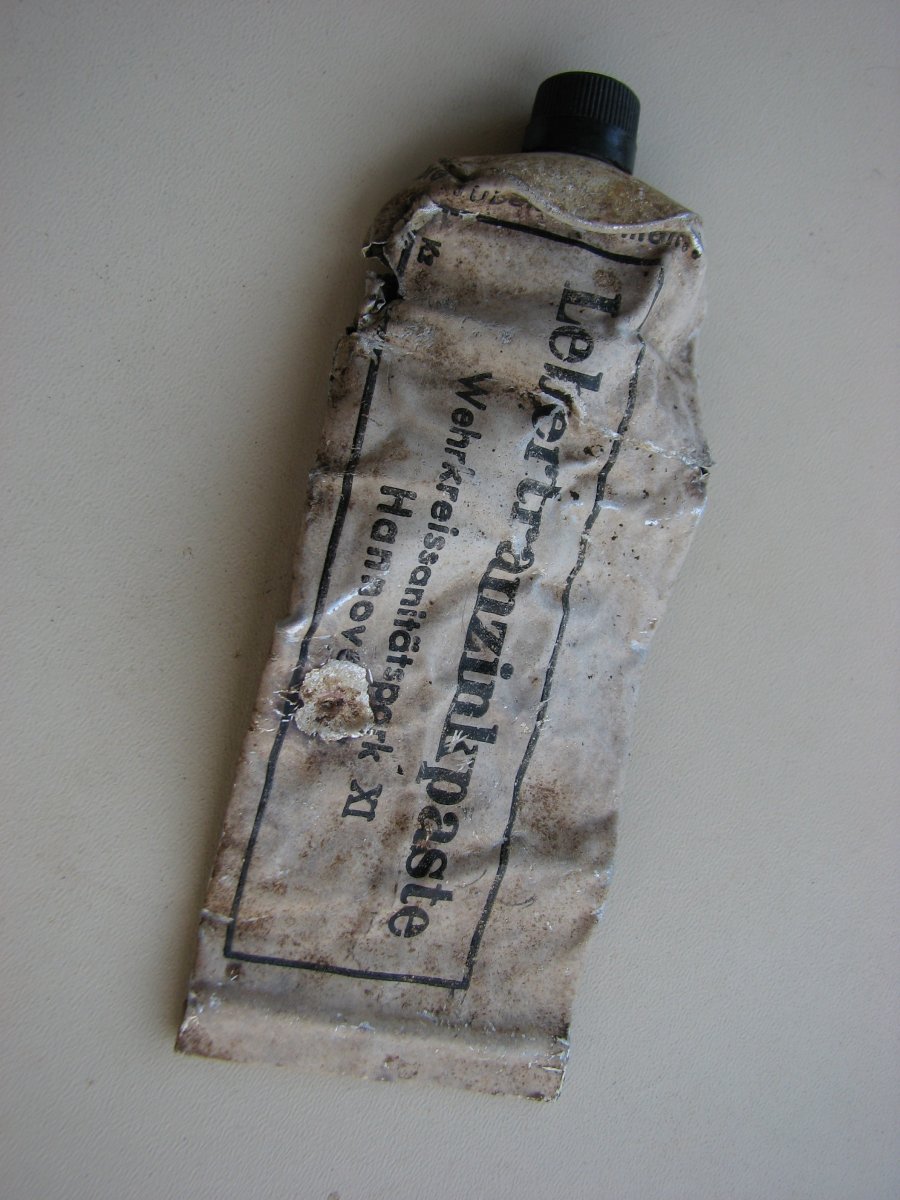 Lebertranzinkpaste
Wehrkreissanitätspark XI
Hannover